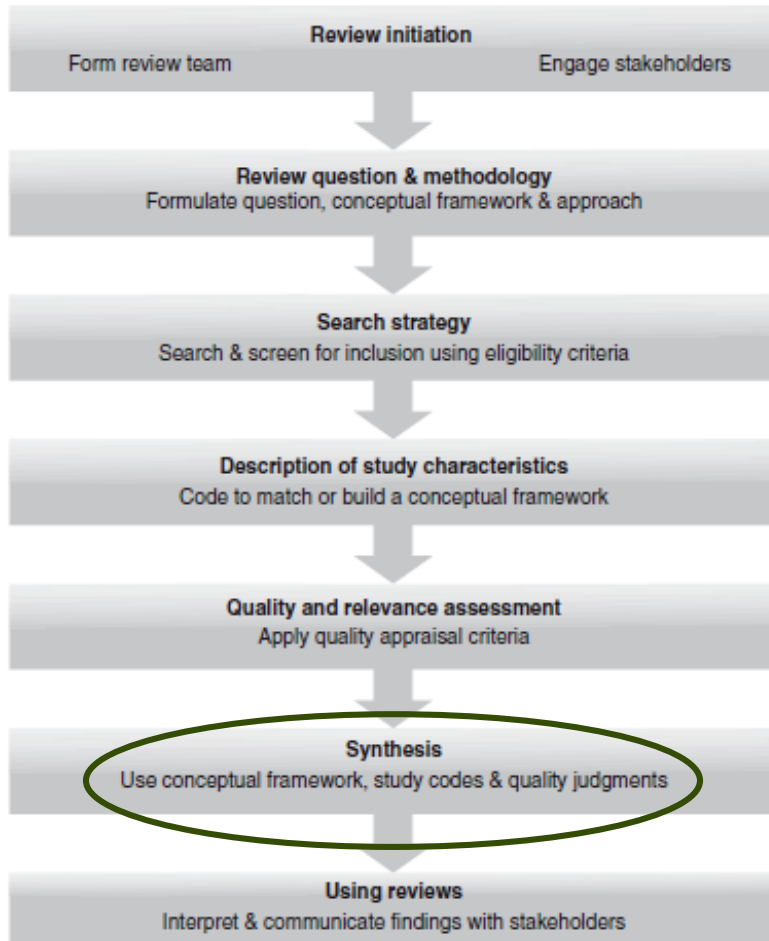 Review initiation
Form review team Engage stakeholders
Review question & methodology
Formulate question, conceptual framework & approach
Search strategy
Search & screen for inclusion using eligibility criteria
Description of study characteristics
Code to match or build a conceptual framework
Quality and relevance assessment
Apply quality appraisal criteria
Synthesis
Use conceptual framework, study codes & quality judgments
Using reviews
Interpret & communicate findings with stakeholders